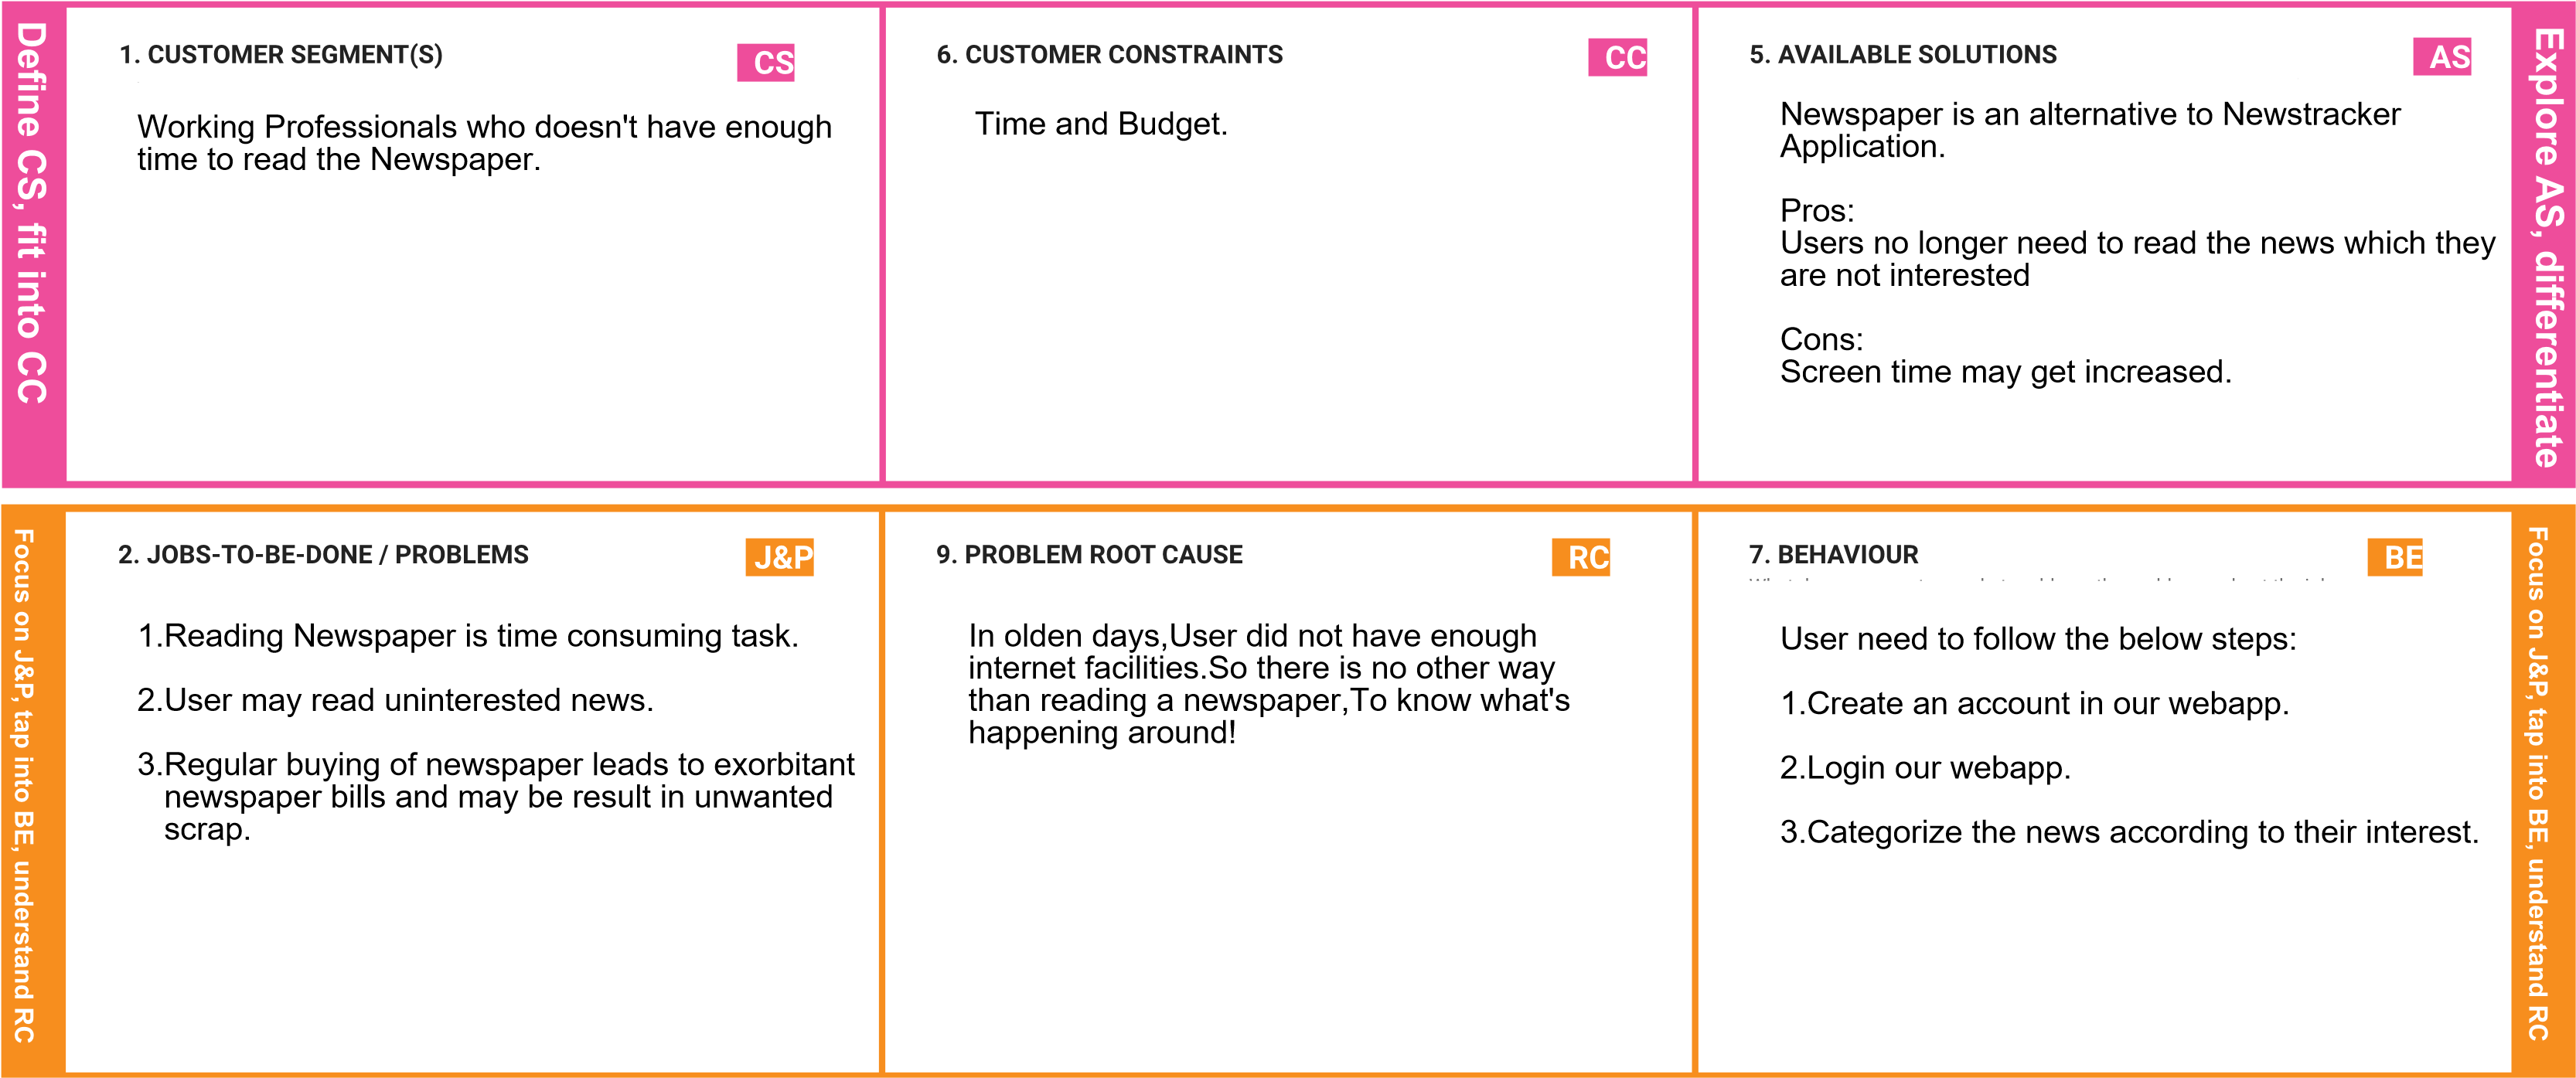 Define CS, fit into CC
1. CUSTOMER SEGMENT(S)
CS
Working Professionals who doesn't have enough
time to read the Newspaper.
6. CUSTOMER CONSTRAINTS
CC
Time and Budget.
5. AVAILABLE SOLUTIONS
AS
Newspaper is an alternative to Newstracker
Application.
Pros:
Users no longer need to read the news which they
are not interested
Cons:
Screen time may get increased.
Explore AS, differentiate
Focus on J&P, tap into BE, understand RC
2. JOBS-TO-BE-DONE / PROBLEMS
J&P
1.Reading Newspaper is time consuming task.
2.User may read uninterested news.
3.Regular buying of newspaper leads to exorbitant
newspaper bills and may be result in unwanted
scrap.
9. PROBLEM ROOT CAUSE
RC
In olden days,User did not have enough
internet facilities.So there is no other way
than reading a newspaper,To know what's
happening around!
7. BEHAVIOUR
BE
User need to follow the below steps:
1.Create an account in our webapp.
2.Login our webapp.
3.Categorize the news according to their interest.
Focus on J&P, tap into BE, understand RC